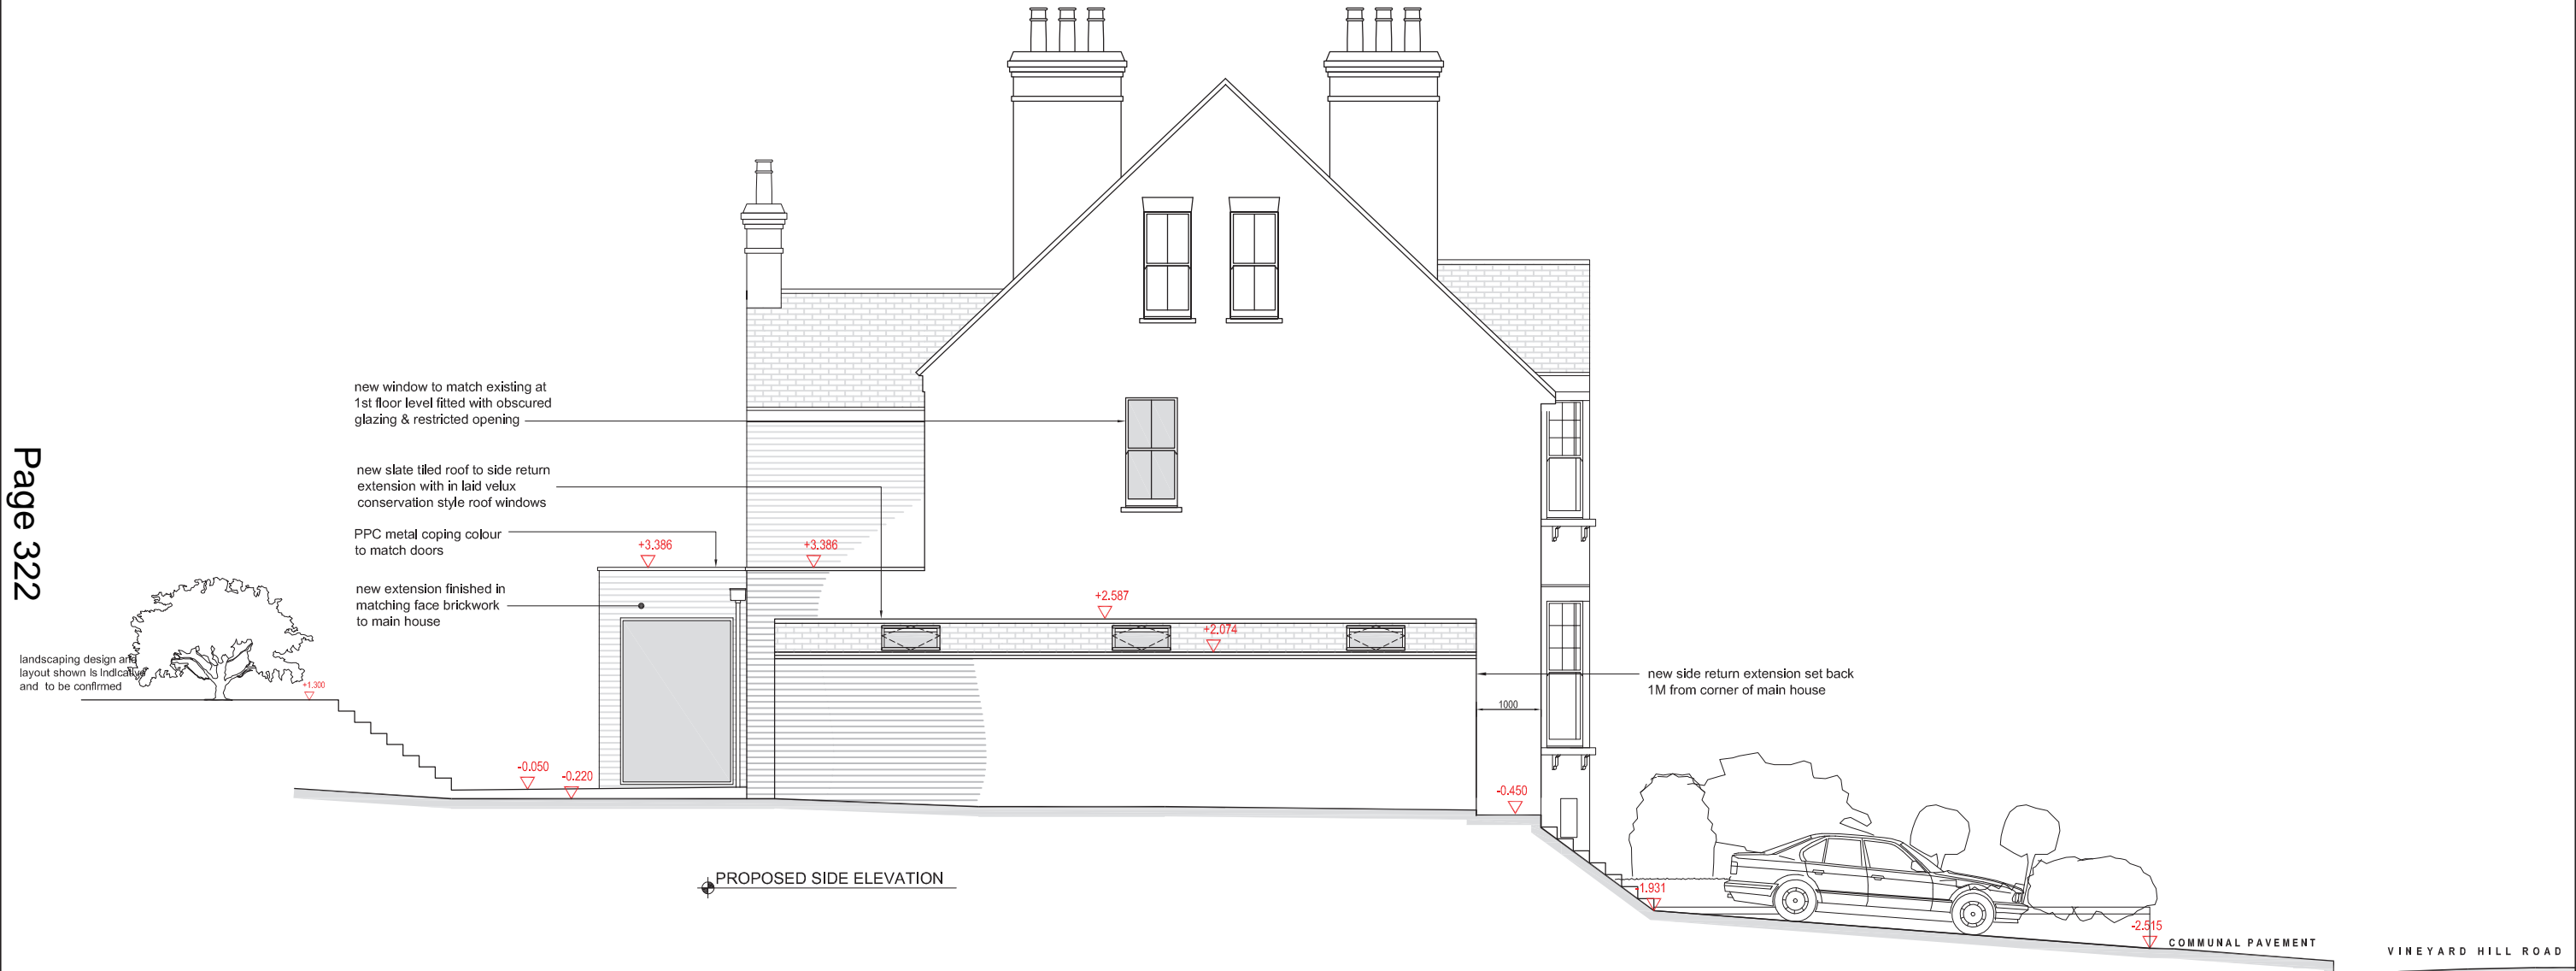 Page 322
new window to match existing at
1st floor level fitted with obscured
glazing & restricted opening
new slate tiled roof to side return
extension with in laid velux
conservation style roof windows
PPC metal coping colour
to match doors
new extension finished in
matching face brickwork
to main house
landscaping design and
layout shown is indicative
and to be confirmed
+1.300
-0.050
-0.220
+3.386
+3.386
+2.587
+2.074
new side return extension set back
1M from corner of main house
1000
-0.450
-1.931
-2.515
COMMUNAL PAVEMENT
VINEYARD HILL ROAD
PROPOSED SIDE ELEVATION